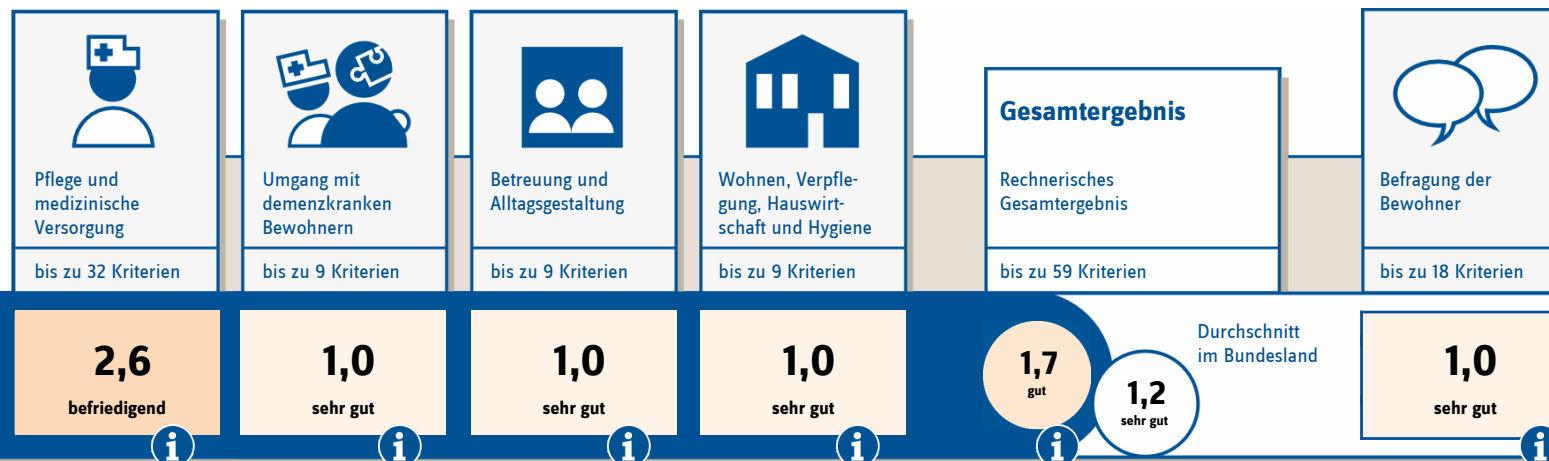 Pflege und
medizinische
Versorgung
bis zu 32 Kriterien
2,6
befriedigend
i
Umgang mit
demenzkranken
Bewohnern
bis zu 9 Kriterien
1,0
sehr gut
i
Betreuung und
Alltagsgestaltung
bis zu 9 Kriterien
1,0
sehr gut
i
Wohnen, Verpfle-
gung, Hauswirt-
schaft und Hygiene
bis zu 9 Kriterien
1,0
sehr gut
i
Gesamtergebnis
Rechnerisches
Gesamtergebnis
bis zu 59 Kriterien
1,7
gut
i
Durchschnitt
im Bundesland
1,2
sehr gut
Befragung der
Bewohner
bis zu 18 Kriterien
1,0
sehr gut
i